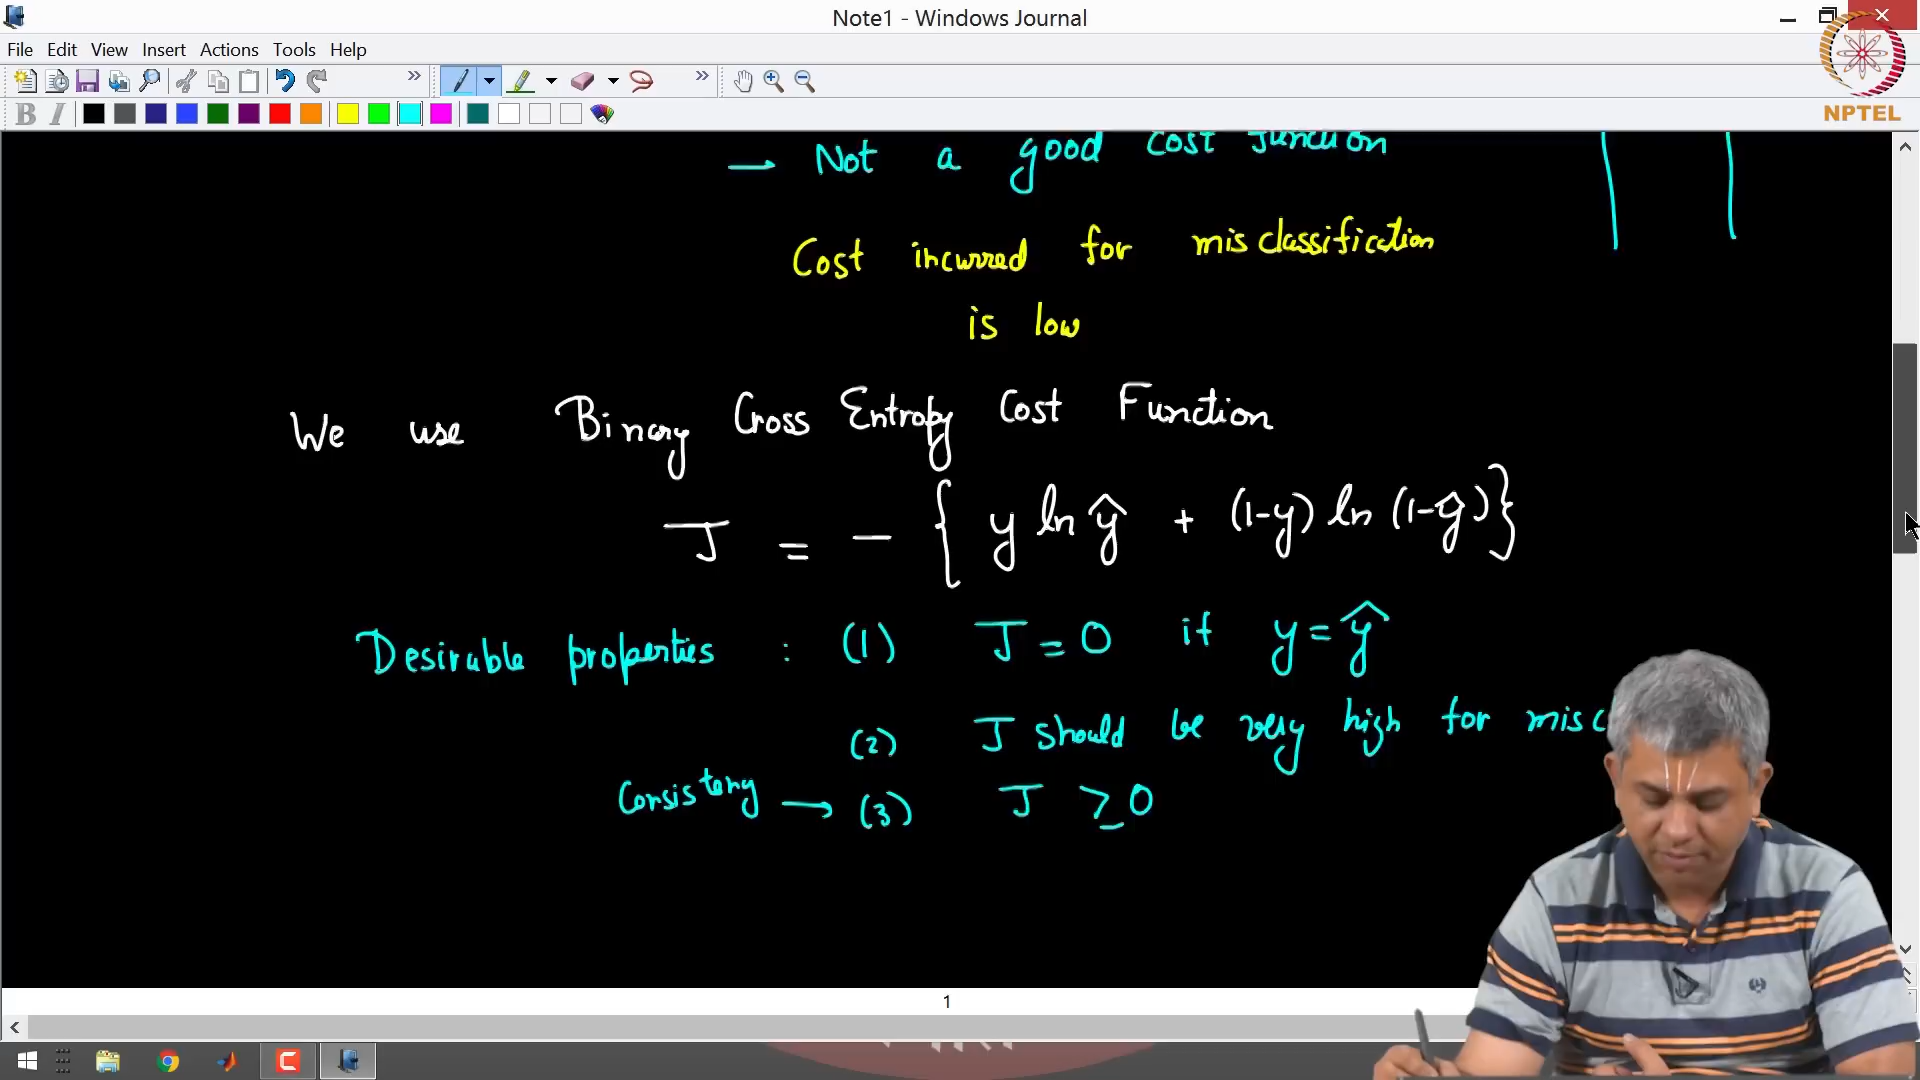 Note1 - Windows Journal
File Edit View Insert Actions Tools Help
B I
NPTEL
→ Not a good cost function
Cost incurred for misclassification
is low
We use Binary Cross Entropy Cost Function
J = - { y ln ŷ + (1-y) ln (1-ŷ) }
Desirable properties : (1) J = 0 if y = ŷ
(2) J should be very high for misc
Consistency → (3) J ≥ 0
1